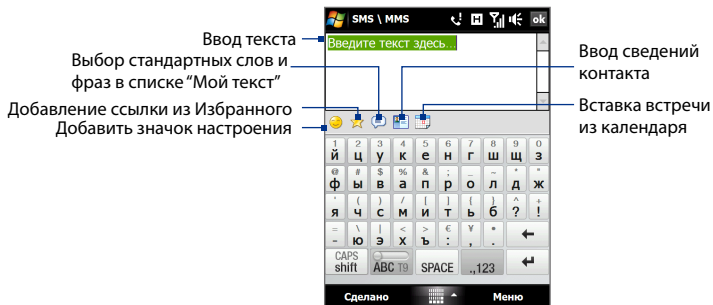 SMS \ MMS
ok
Ввод текста
Введите текст здесь...
Выбор стандартных слов и
фраз в списке “Мой текст”
Добавление ссылки из Избранного
Добавить значок настроения
Ввод сведений
контакта
Вставка встречи
из календаря
1 2 3 4 5 6 7 8 9 0
й ц у к е н г ш щ з
@ # $ % & ; _ ~ ' "
ф ы в а п р о л д ж
' ( ) / [ ] { } ^ +
я ч с м и т ь б ? !
= \ | < > € ¥ °
- ю э х ъ : , .
CAPS
shift ABC T9 SPACE .,123
Сделано Меню